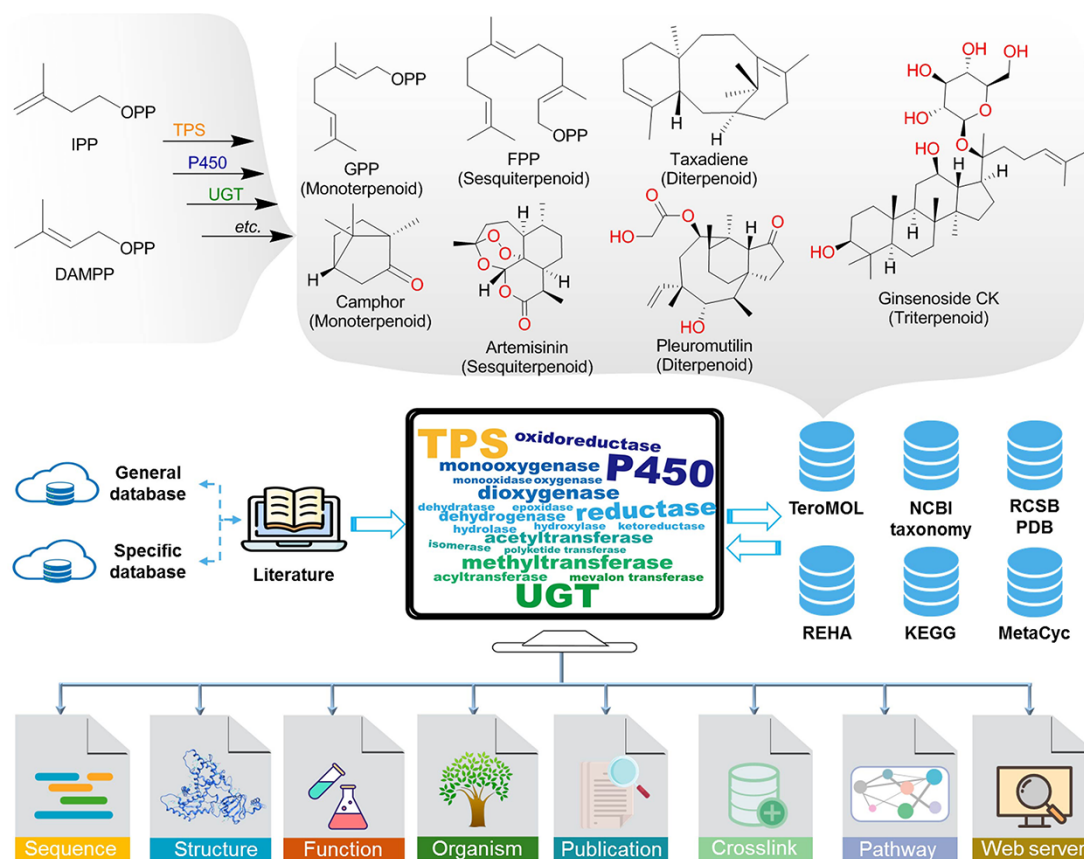 OPP
IPP
TPS
P450
UGT
etc.
OPP
DAMPP
OPP
GPP
(Monoterpenoid)
OPP
FPP
(Sesquiterpenoid)
H
H
Taxadiene
(Diterpenoid)
OH
OH
HO
O
HO
O
O
HO
H
H
H
HO
H
Ginsenoside CK
(Triterpenoid)
H
O
Camphor
(Monoterpenoid)
H
O
O
O
O
H
H
O
O
Artemisinin
(Sesquiterpenoid)
O
O
HO
O
H
HO
Pleuromutilin
(Diterpenoid)
General
database
Specific
database
Literature
TPS oxidoreductase
monooxygenase P450
monooxidase oxygenase
dioxygenase
dehydratase epoxidase reductase
dehydrogenase
hydrolase hydroxylase ketoreductase
acetyltransferase
isomerase polyketide transferase
methyltransferase
acyltransferase mevalon transferase
UGT
TeroMOL
NCBI
taxonomy
RCSB
PDB
REHA
KEGG
MetaCyc
Sequence
Structure
Function
Organism
Publication
Crosslink
Pathway
Web server